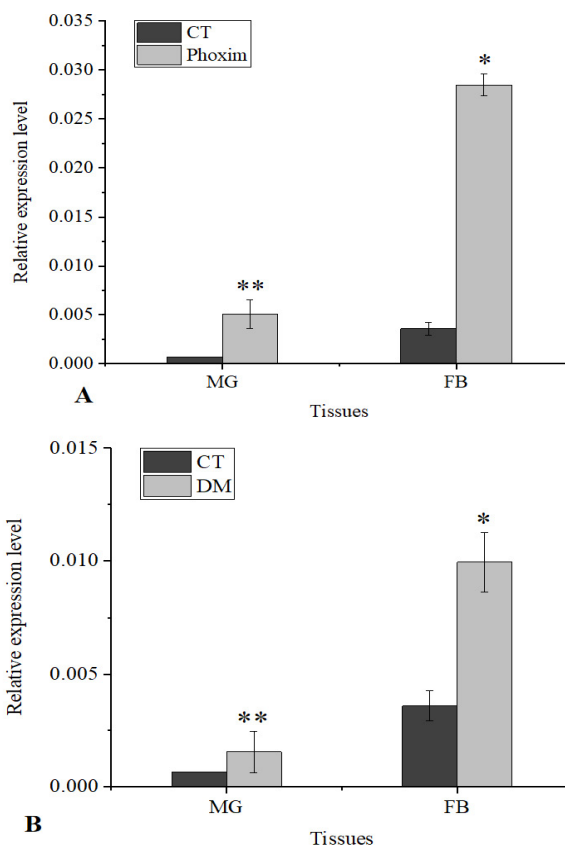 0.035
0.030
0.025
0.020
0.015
0.010
0.005
0.000
Relative expression level
CT
Phoxim
**
*
MG
FB
Tissues
A
0.015
0.010
0.005
0.000
Relative expression level
CT
DM
**
*
MG
FB
Tissues
B